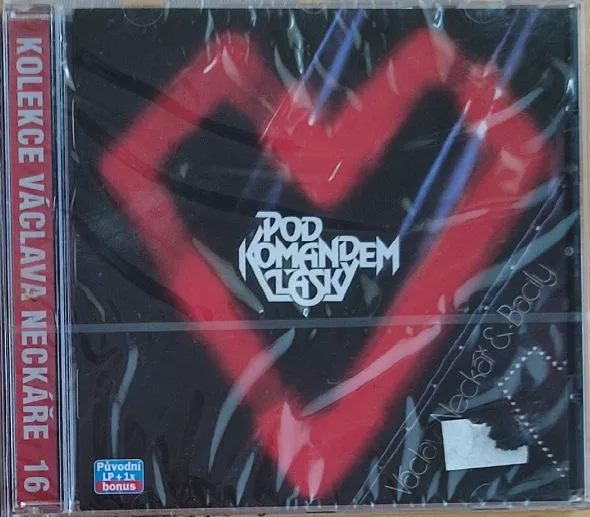 KOLEKCE VÁCLAVA NECKÁŘE 16
POD
KOMANDEM
LÁSKY
Václav Neckář & Bacily
Původní
LP + 1x
bonus